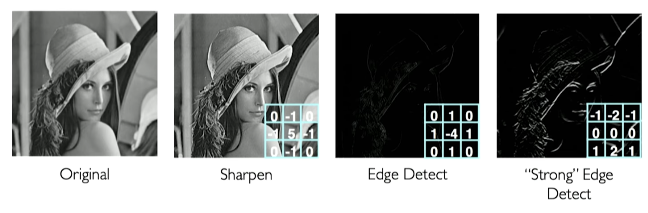 0 -1 0
-1 5 -1
0 -1 0
0 1 0
1 -4 1
0 1 0
-1 -2 -1
0 0 0
1 2 1
Original
Sharpen
Edge Detect
“Strong” Edge
Detect